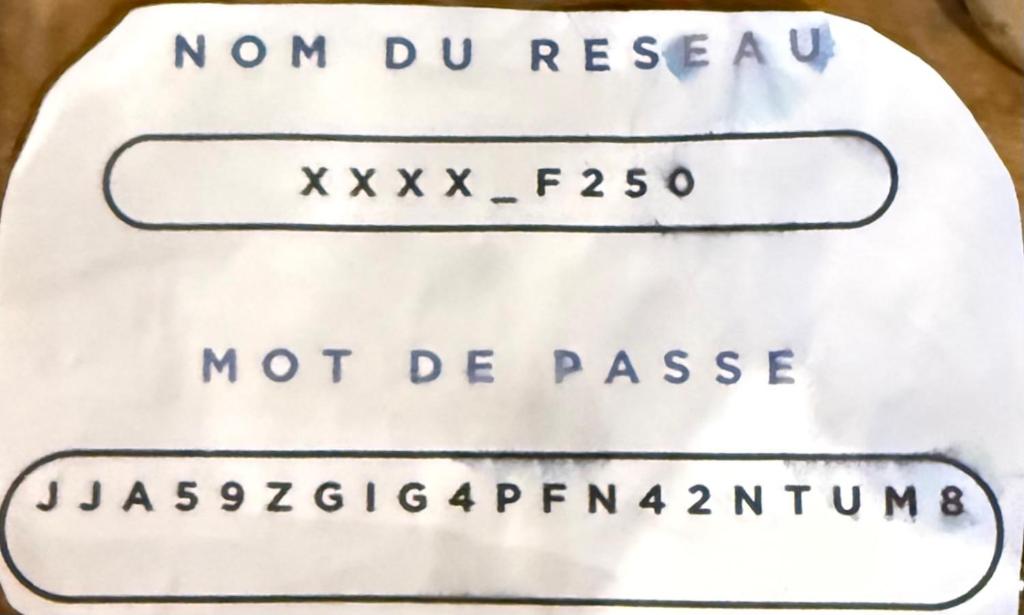 NOM DU RESEAU
XXXX_F250
MOT DE PASSE
JJA59ZGIG4PFN42NTUM8